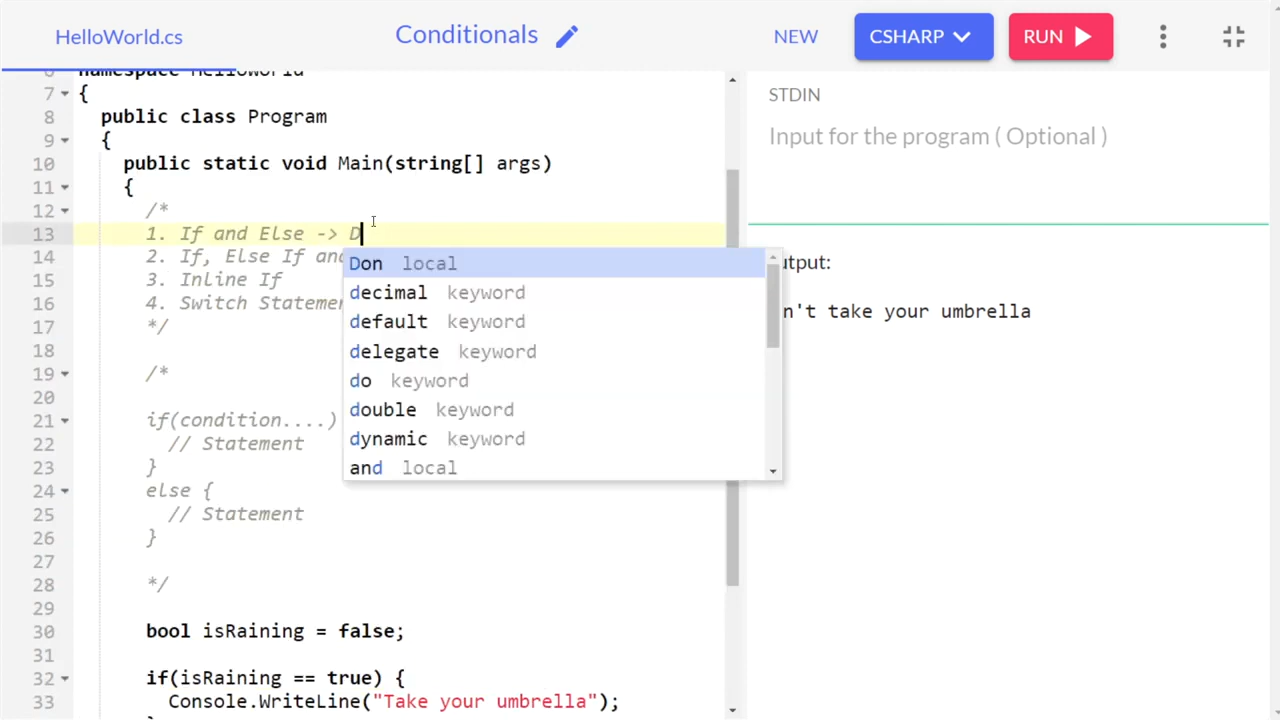 HelloWorld.cs
Conditionals
NEW
CSHARP
RUN
6 namespace HelloWorld
7 {
8 public class Program
9 {
10 public static void Main(string[] args)
11 {
12 /*
13 1. If and Else -> D
14 2. If, Else If and
15 3. Inline If
16 4. Switch
17 */
18
19 /*
20
21 if(condition....)
22 // Statement
23 }
24 else {
25 // Statement
26 }
27
28 */
29
30 bool isRaining = false;
31
32 if(isRaining == true) {
33 Console.WriteLine("Take your umbrella");
Don local
decimal keyword
default keyword
delegate keyword
do keyword
double keyword
dynamic keyword
and local
STDIN
Input for the program ( Optional )
utput:
n't take your umbrella